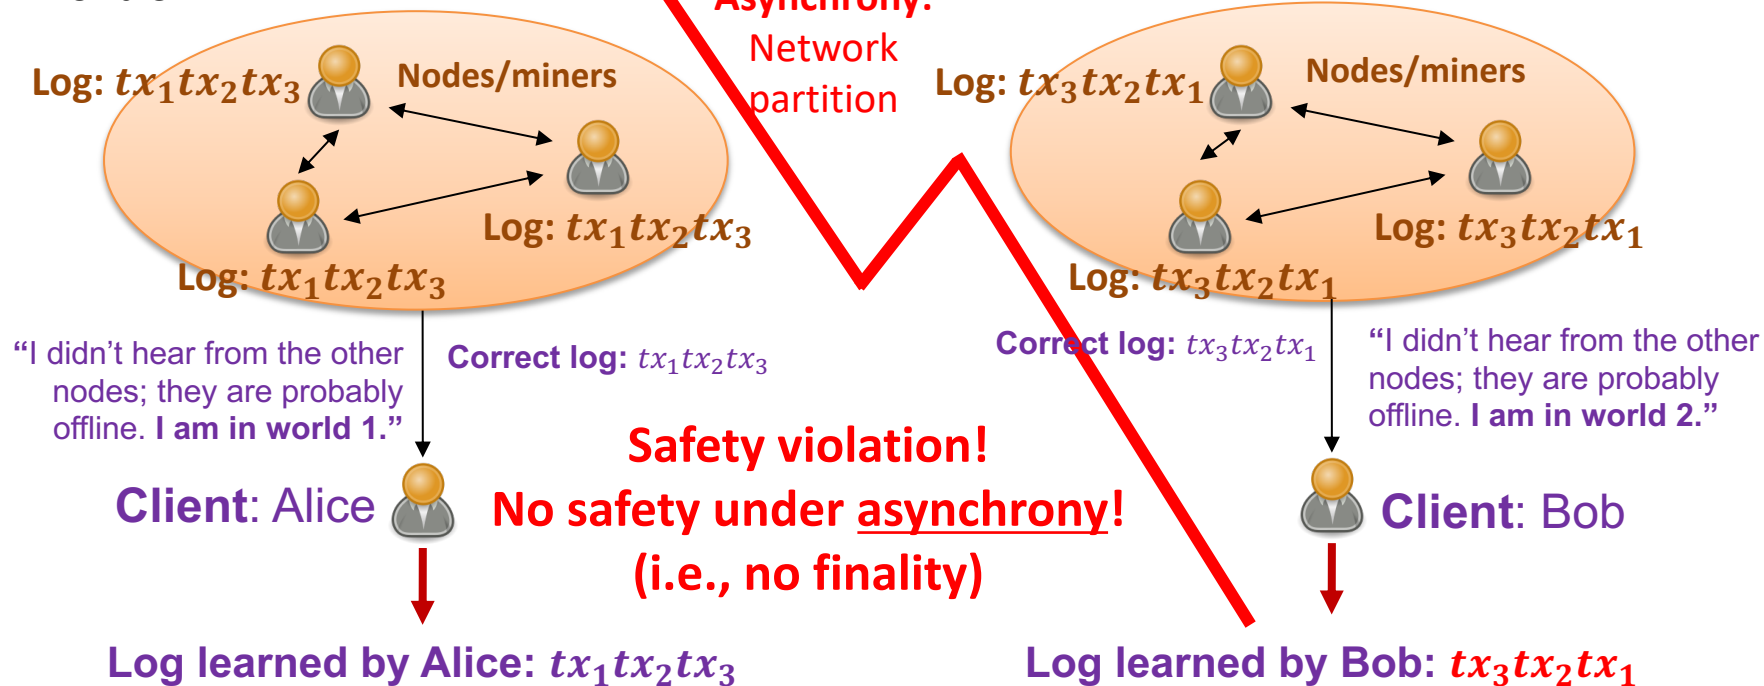 Asynchrony:
Network
partition
Log: tx₁tx₂tx₃
Nodes/miners
Log: tx₁tx₂tx₃
Log: tx₁tx₂tx₃
Log: tx₃tx₂tx₁
Nodes/miners
Log: tx₃tx₂tx₁
Log: tx₃tx₂tx₁
“I didn’t hear from the other
nodes; they are probably
offline. I am in world 1.”
Correct log: tx₁tx₂tx₃
Correct log: tx₃tx₂tx₁
“I didn’t hear from the other
nodes; they are probably
offline. I am in world 2.”
Safety violation!
No safety under asynchrony!
(i.e., no finality)
Client: Alice
Client: Bob
Log learned by Alice: tx₁tx₂tx₃
Log learned by Bob: tx₃tx₂tx₁